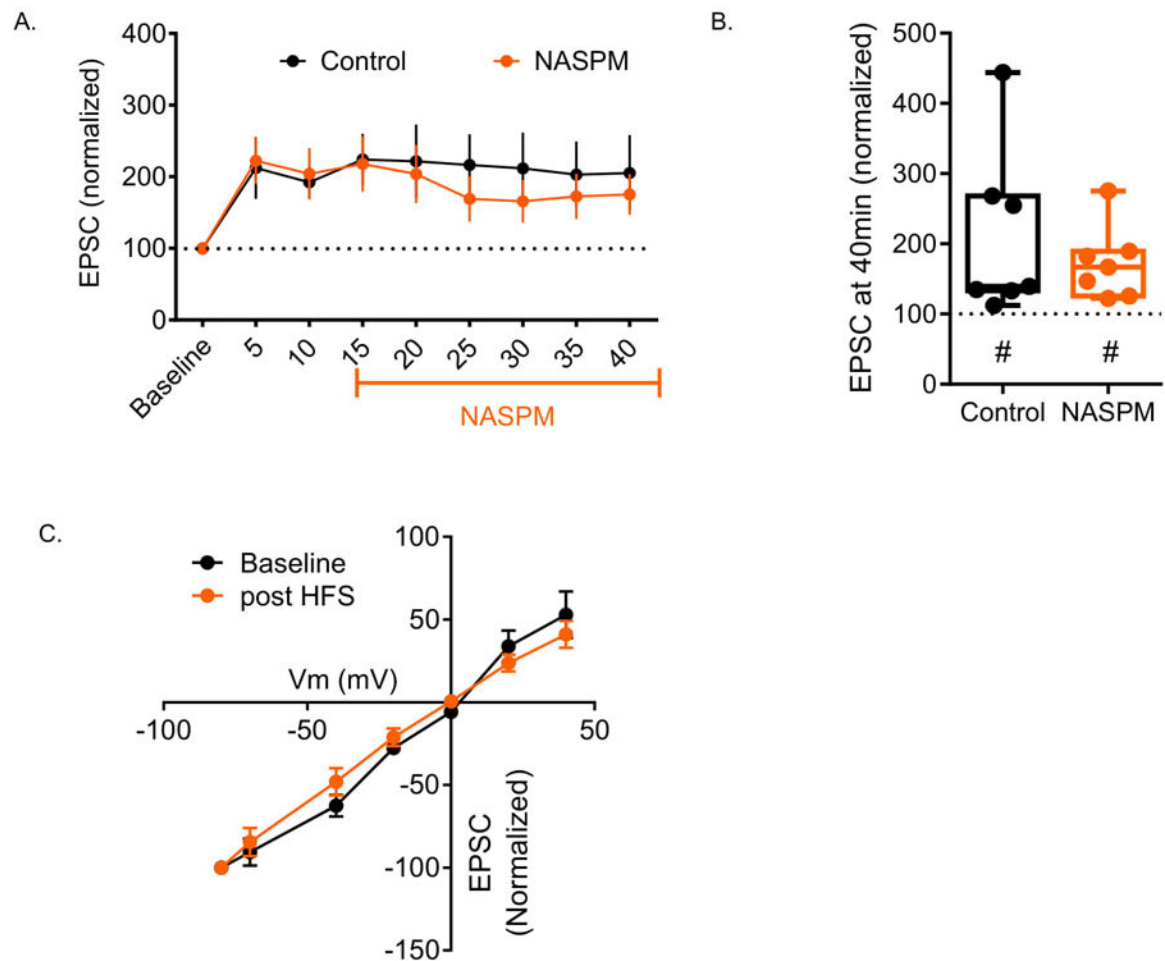 A.
400
300
200
100
0
EPSC (normalized)
Control
NASPM
Baseline
5
10
15
20
25
30
35
40
NASPM
B.
500
400
300
200
100
0
EPSC at 40min (normalized)
#
#
Control
NASPM
C.
Baseline
post HFS
100
50
Vm (mV)
-100
-50
50
-50
-100
-150
EPSC
(Normalized)